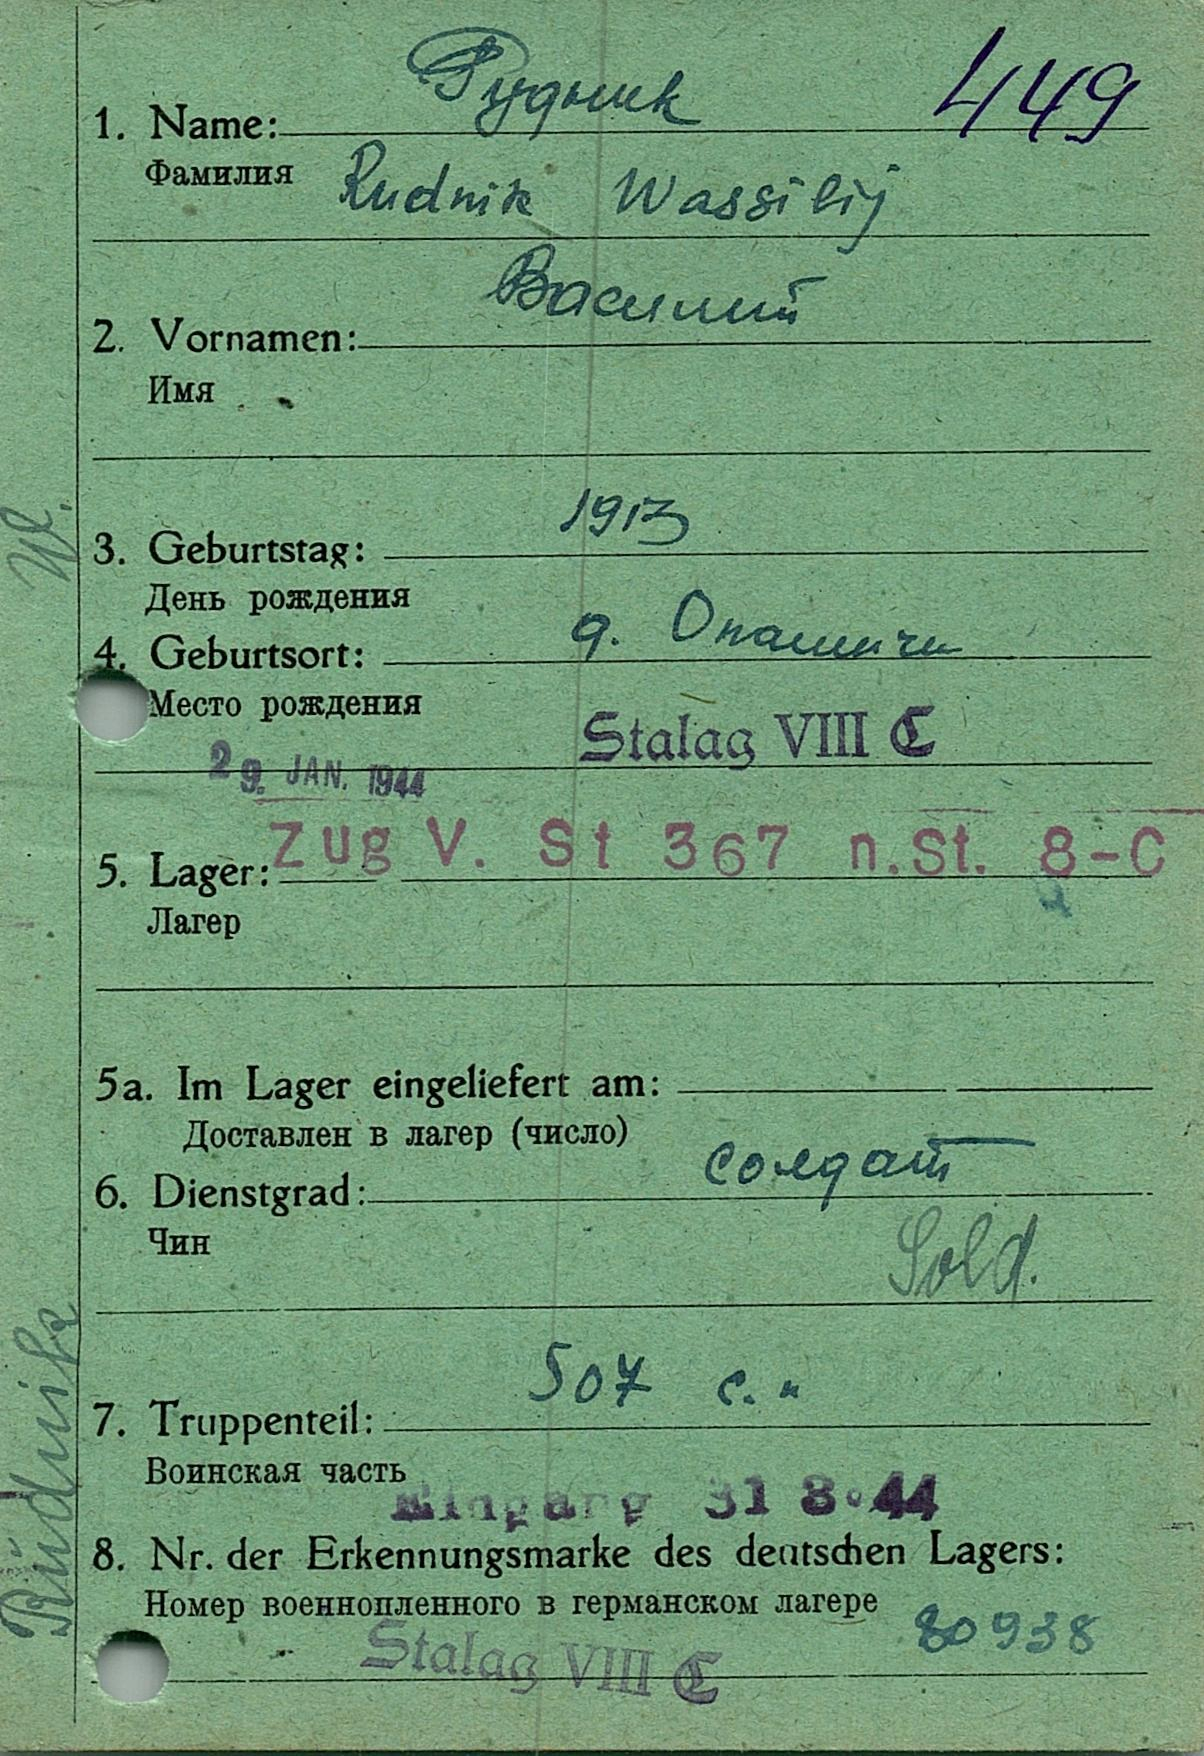 Рудник
449
1. Name:
Фамилия
Rudnik Wassilij
Василий
2. Vornamen:
Имя
1913
3. Geburtstag:
День рождения
д.
4. Geburtsort:
Место рождения
Stalag VIII C
29. JAN. 1944
Zug V. St 367 n.St. 8-C
5. Lager:
Лагер
5a. Im Lager eingeliefert am:
Доставлен в лагер (число)
солдат
6. Dienstgrad:
Чин
Sold.
507 с.п
7. Truppenteil:
Воинская часть
Eingang 31 8. 44
8. Nr. der Erkennungsmarke des deutschen Lagers:
Номер военнопленного в германском лагере
80938
Stalag VIII C
Rudnik W.